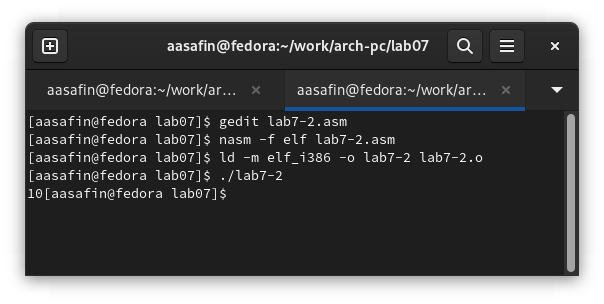 aasafin@fedora:~/work/arch-pc/lab07
aasafin@fedora:~/work/ar... × aasafin@fedora:~/work/ar... ×
[aasafin@fedora lab07]$ gedit lab7-2.asm
[aasafin@fedora lab07]$ nasm -f elf lab7-2.asm
[aasafin@fedora lab07]$ ld -m elf_i386 -o lab7-2 lab7-2.o
[aasafin@fedora lab07]$ ./lab7-2
10[aasafin@fedora lab07]$